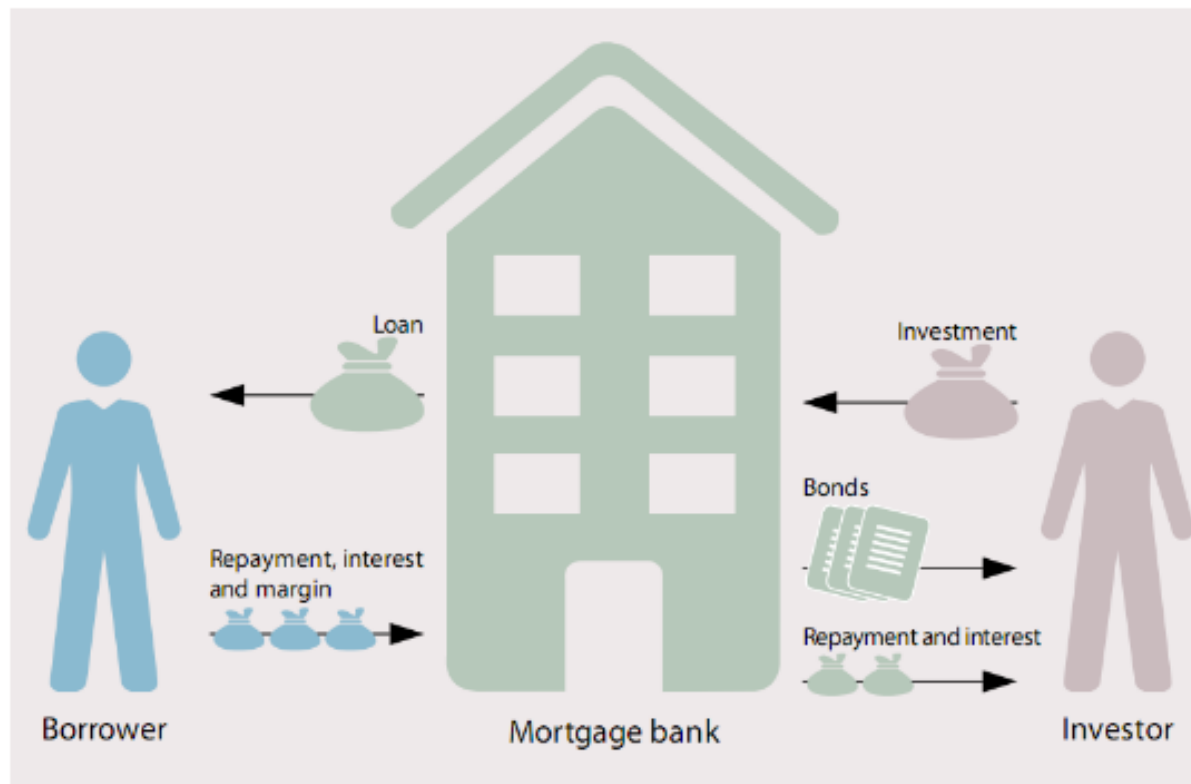 Loan
Investment
Bonds
Repayment, interest
and margin
Repayment and interest
Borrower
Mortgage bank
Investor